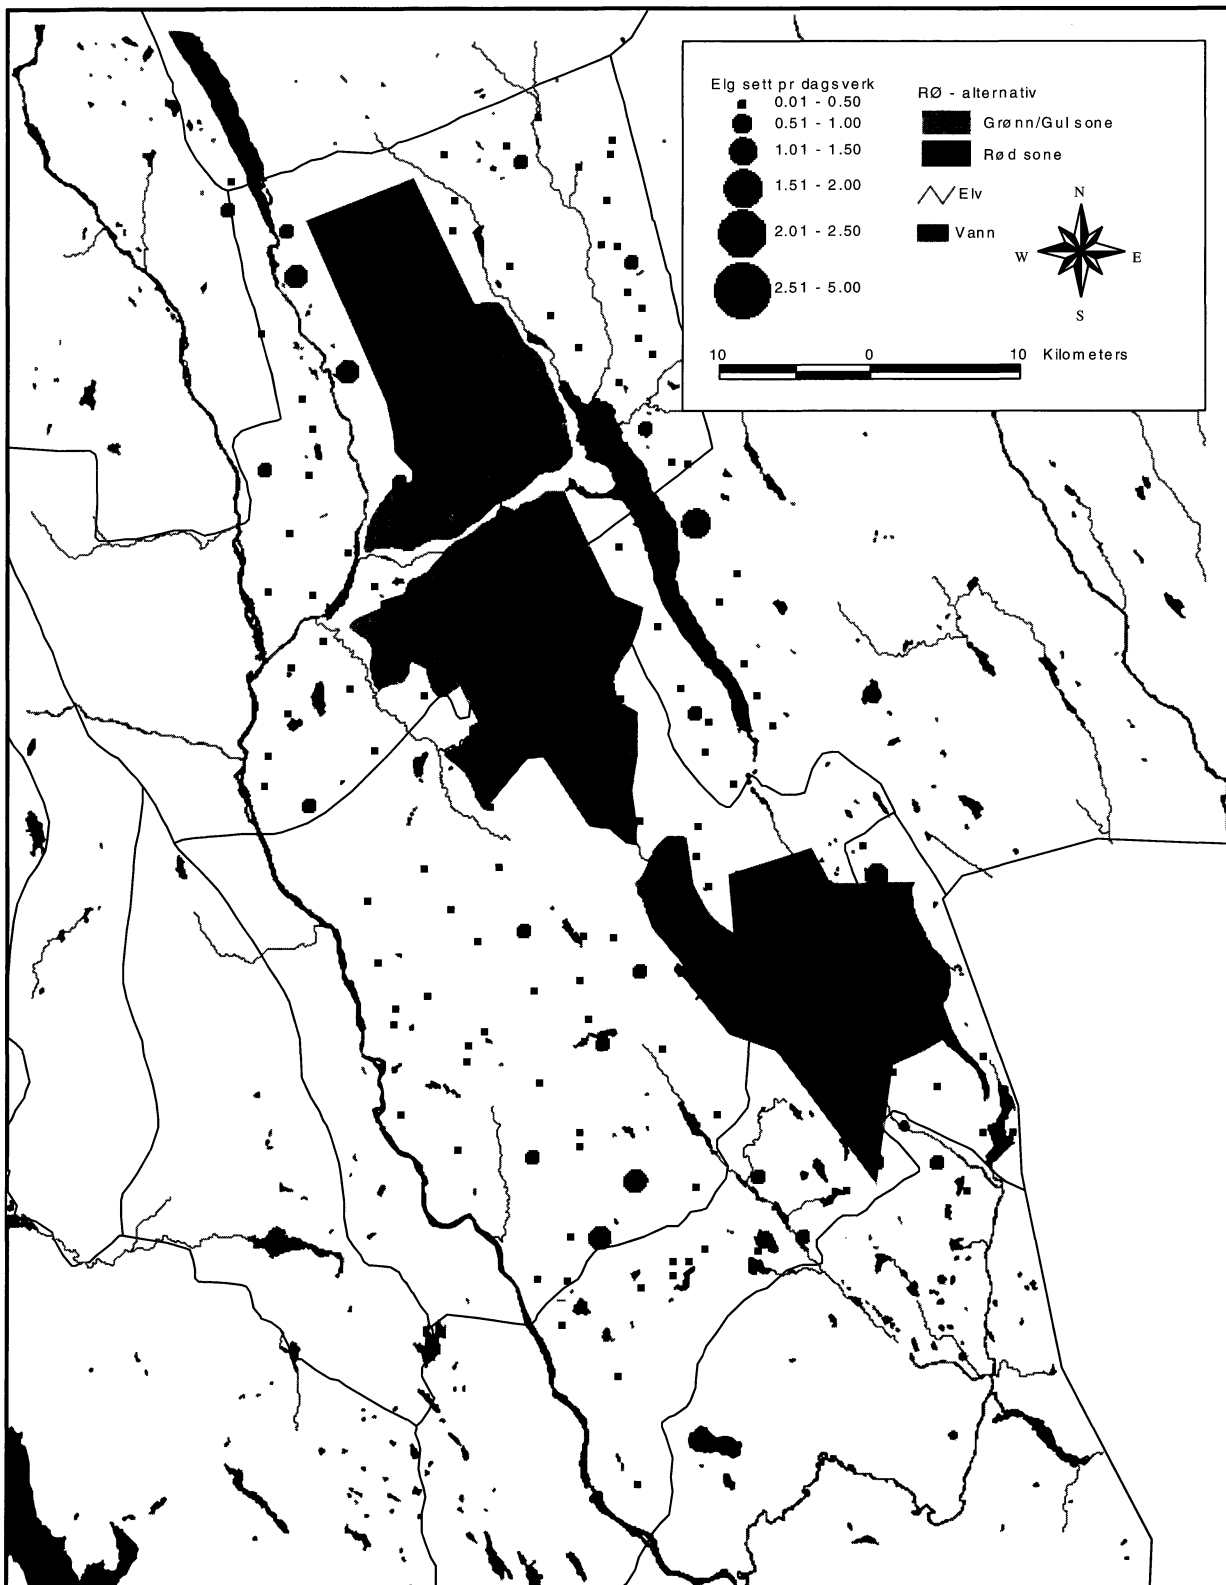 Elg sett pr dagsverk
0.01 - 0.50
0.51 - 1.00
1.01 - 1.50
1.51 - 2.00
2.01 - 2.50
2.51 - 5.00
RØ - alternativ
Grønn/Gul sone
Rød sone
Elv
Vann
N
W E
S
10 0 10 Kilometers